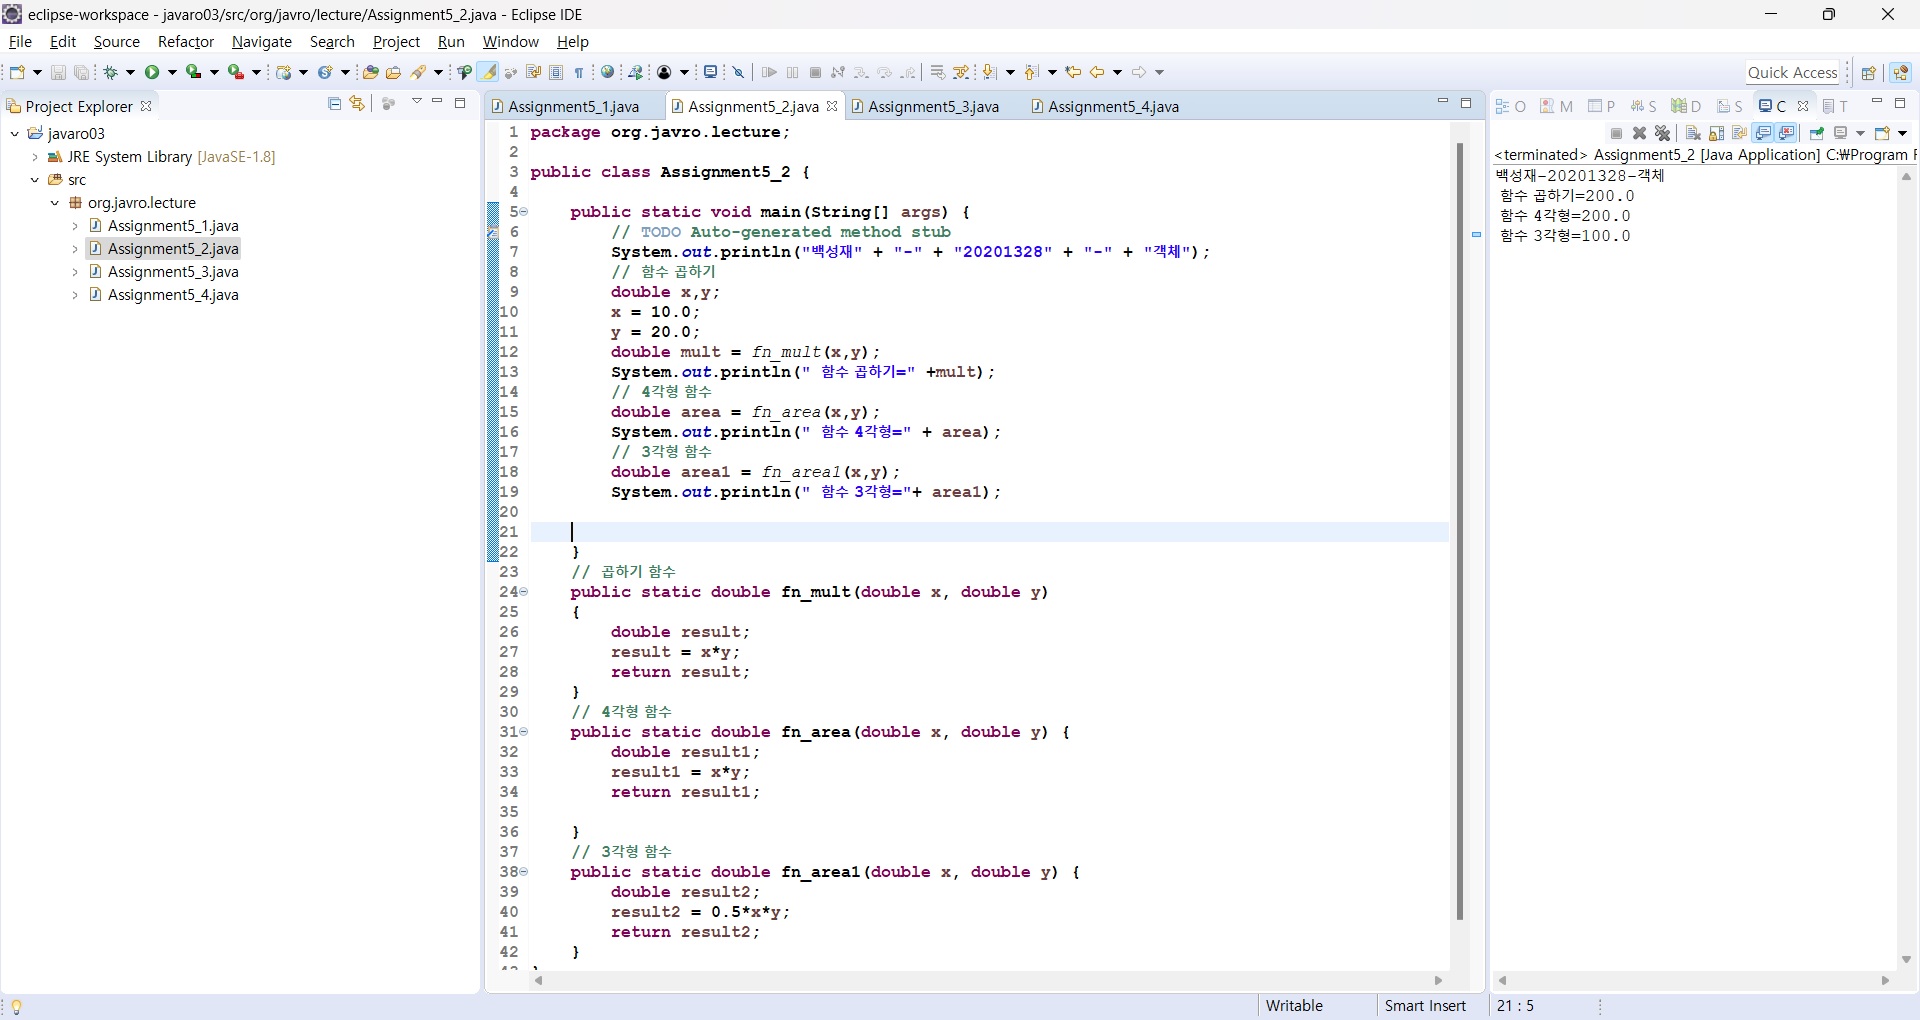 eclipse-workspace - javaro03/src/org/javro/lecture/Assignment5_2.java - Eclipse IDE
File Edit Source Refactor Navigate Search Project Run Window Help
Quick Access
Project Explorer
javaro03
JRE System Library [JavaSE-1.8]
src
org.javro.lecture
Assignment5_1.java
Assignment5_2.java
Assignment5_3.java
Assignment5_4.java
Assignment5_1.java Assignment5_2.java Assignment5_3.java Assignment5_4.java
1 package org.javro.lecture;
2
3 public class Assignment5_2 {
4
5 public static void main(String[] args) {
6 // TODO Auto-generated method stub
7 System.out.println("백성재" + "-" + "20201328" + "-" + "객체");
8 // 함수 곱하기
9 double x,y;
10 x = 10.0;
11 y = 20.0;
12 double mult = fn_mult(x,y);
13 System.out.println(" 함수 곱하기=" +mult);
14 // 4각형 함수
15 double area = fn_area(x,y);
16 System.out.println(" 함수 4각형=" + area);
17 // 3각형 함수
18 double area1 = fn_area1(x,y);
19 System.out.println(" 함수 3각형="+ area1);
20
21
22 }
23 // 곱하기 함수
24 public static double fn_mult(double x, double y)
25 {
26 double result;
27 result = x*y;
28 return result;
29 }
30 // 4각형 함수
31 public static double fn_area(double x, double y) {
32 double result1;
33 result1 = x*y;
34 return result1;
35
36 }
37 // 3각형 함수
38 public static double fn_area1(double x, double y) {
39 double result2;
40 result2 = 0.5*x*y;
41 return result2;
42 }
O M P S D S C T
<terminated> Assignment5_2 [Java Application] C:₩Program F
백성재-20201328-객체
함수 곱하기=200.0
함수 4각형=200.0
함수 3각형=100.0
Writable Smart Insert 21 : 5